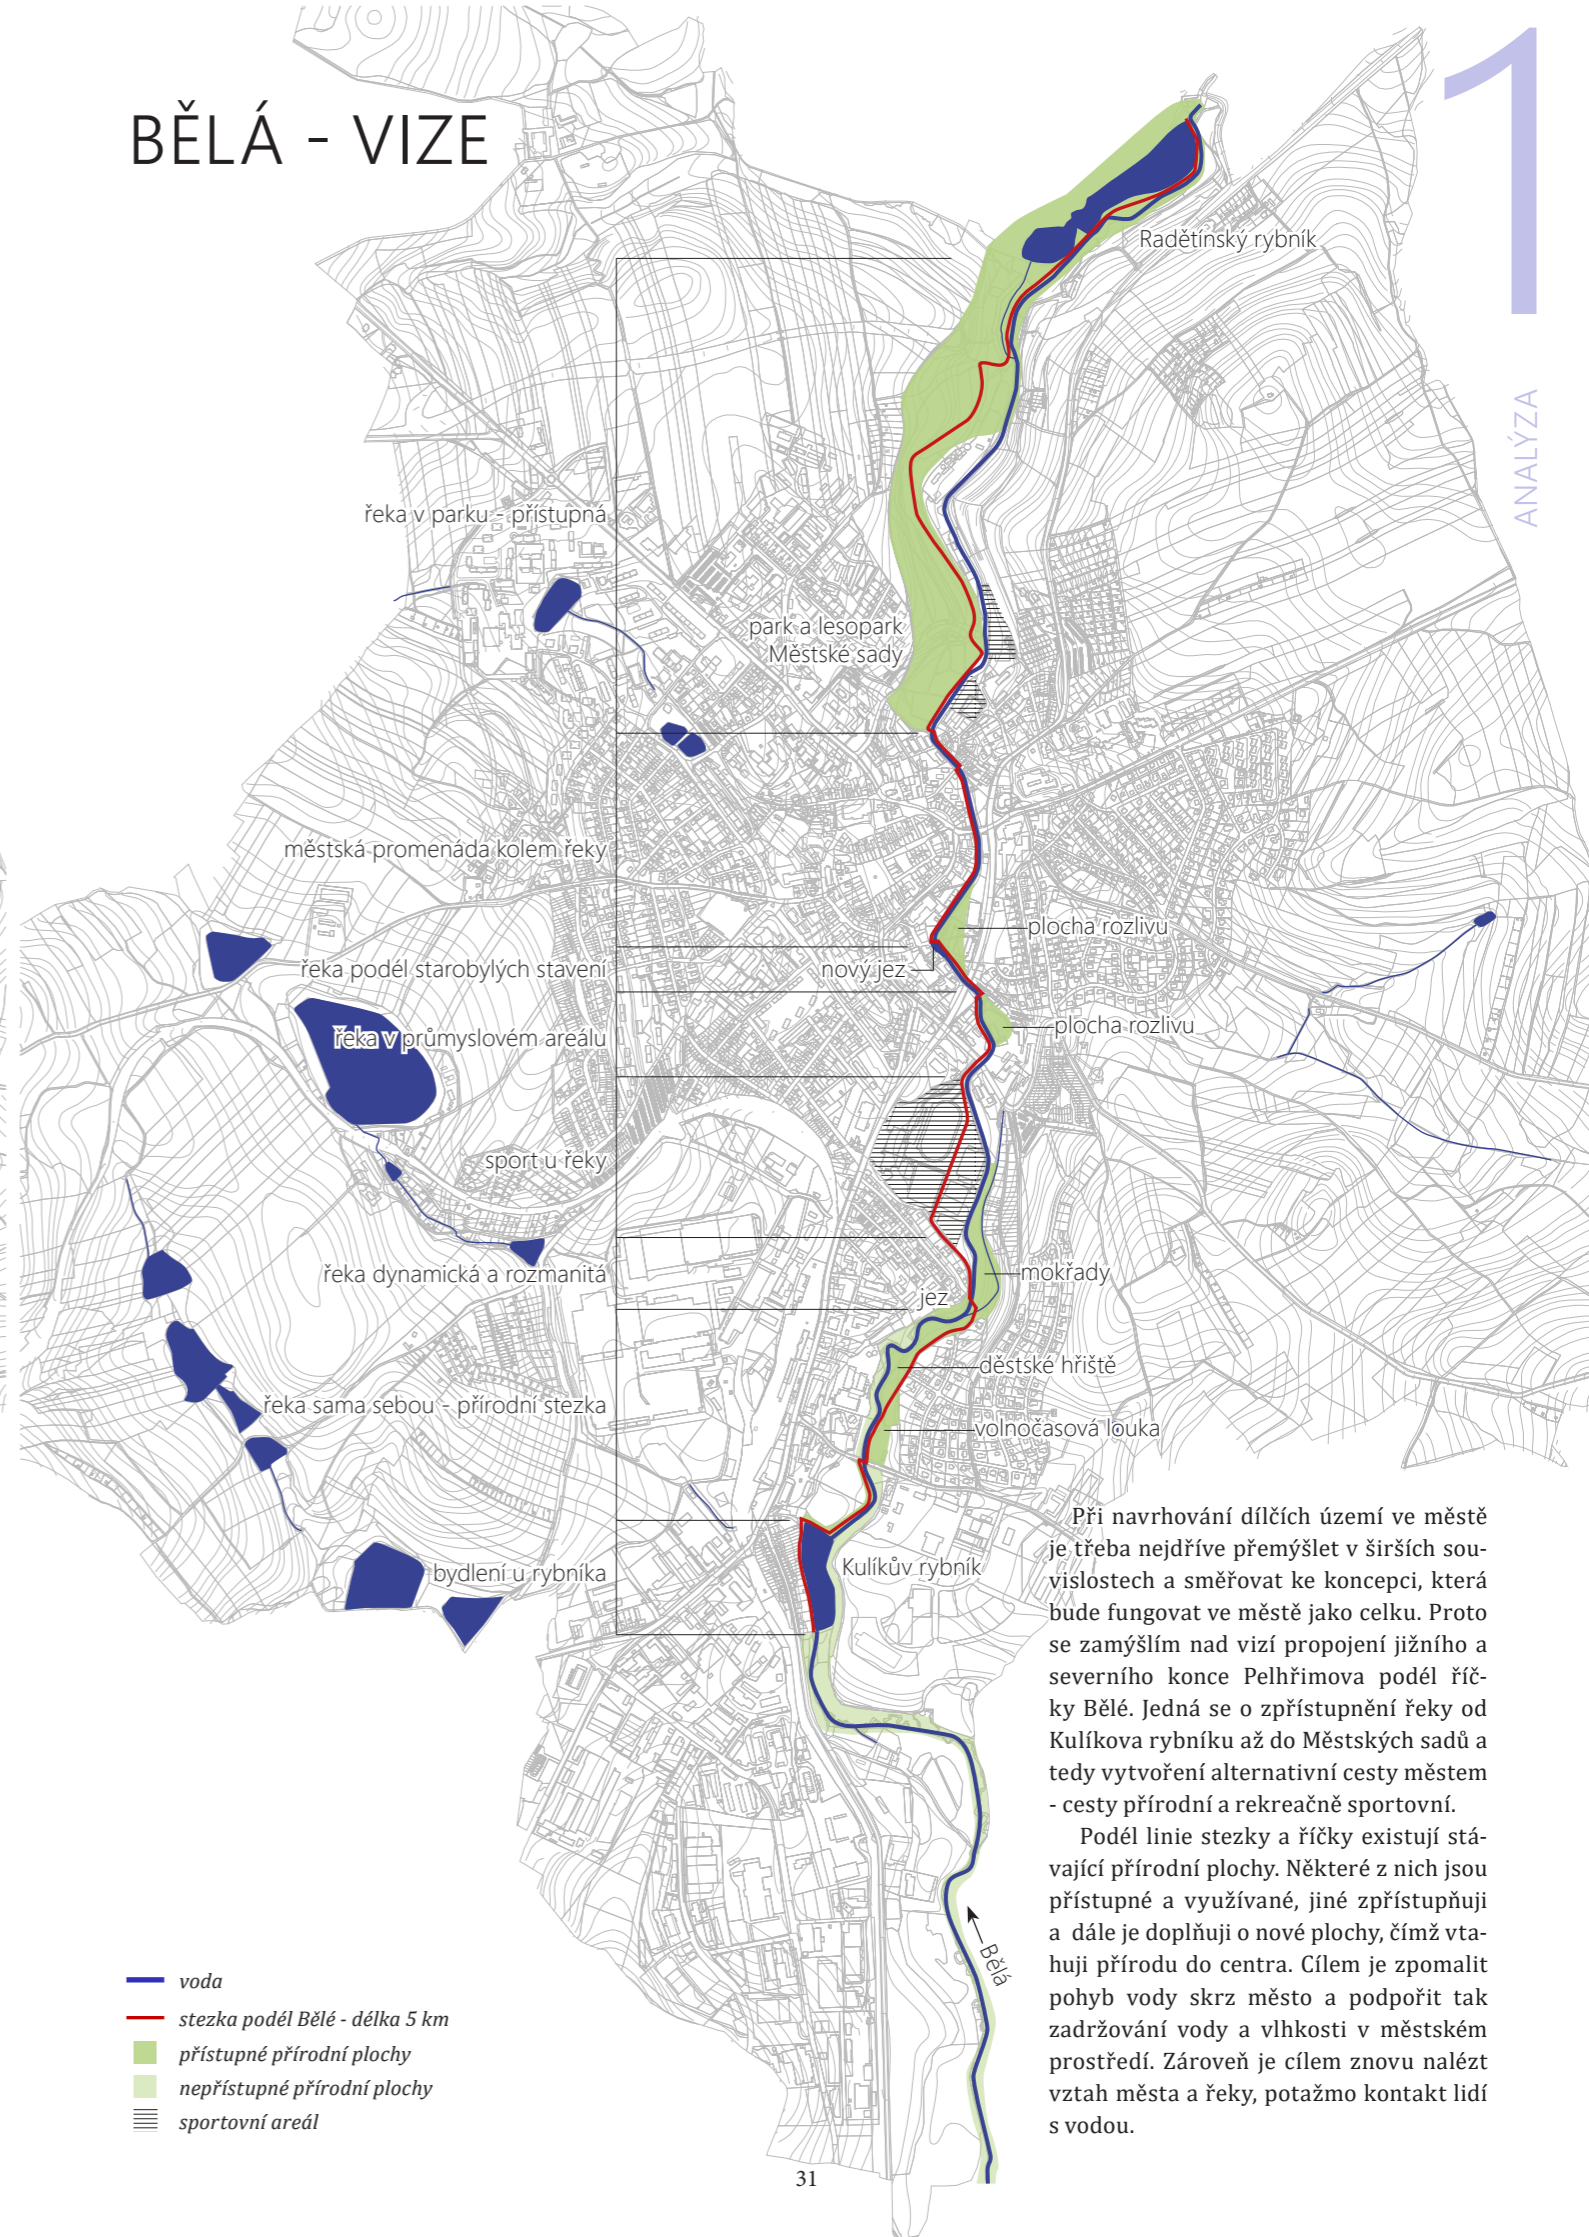 BĚLÁ - VIZE
1
ANALÝZA
Radětínský rybník
řeka v parku - přístupná
park a lesopark
Městské sady
městská promenáda kolem řeky
plocha rozlivu
řeka podél starobylých stavení
nový jez
plocha rozlivu
řeka v průmyslovém areálu
sport u řeky
řeka dynamická a rozmanitá
mokřady
jez
děstské hřiště
řeka sama sebou - přírodní stezka
volnočasová louka
bydlení u rybníka
Kulíkův rybník
Bělá
Při navrhování dílčích území ve městě
je třeba nejdříve přemýšlet v širších sou-
vislostech a směřovat ke koncepci, která
bude fungovat ve městě jako celku. Proto
se zamýšlím nad vizí propojení jižního a
severního konce Pelhřimova podél říč-
ky Bělé. Jedná se o zpřístupnění řeky od
Kulíkova rybníku až do Městských sadů a
tedy vytvoření alternativní cesty městem
- cesty přírodní a rekreačně sportovní.
Podél linie stezky a říčky existují stá-
vající přírodní plochy. Některé z nich jsou
přístupné a využívané, jiné zpřístupňuji
a dále je doplňuji o nové plochy, čímž vta-
huji přírodu do centra. Cílem je zpomalit
pohyb vody skrz město a podpořit tak
zadržování vody a vlhkosti v městském
prostředí. Zároveň je cílem znovu nalézt
vztah města a řeky, potažmo kontakt lidí
s vodou.
voda
stezka podél Bělé - délka 5 km
přístupné přírodní plochy
nepřístupné přírodní plochy
sportovní areál
31